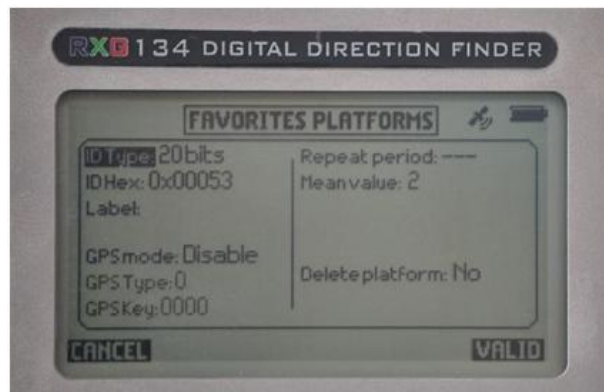 RXG134 DIGITAL DIRECTION FINDER
FAVORITES PLATFORMS
ID Type: 20bits
ID Hex: 0x00053
Label:
GPS mode: Disable
GPS Type: 0
GPS Key: 0000
Repeat period: ---
Mean value: 2
Delete platform: No
CANCEL
VALID